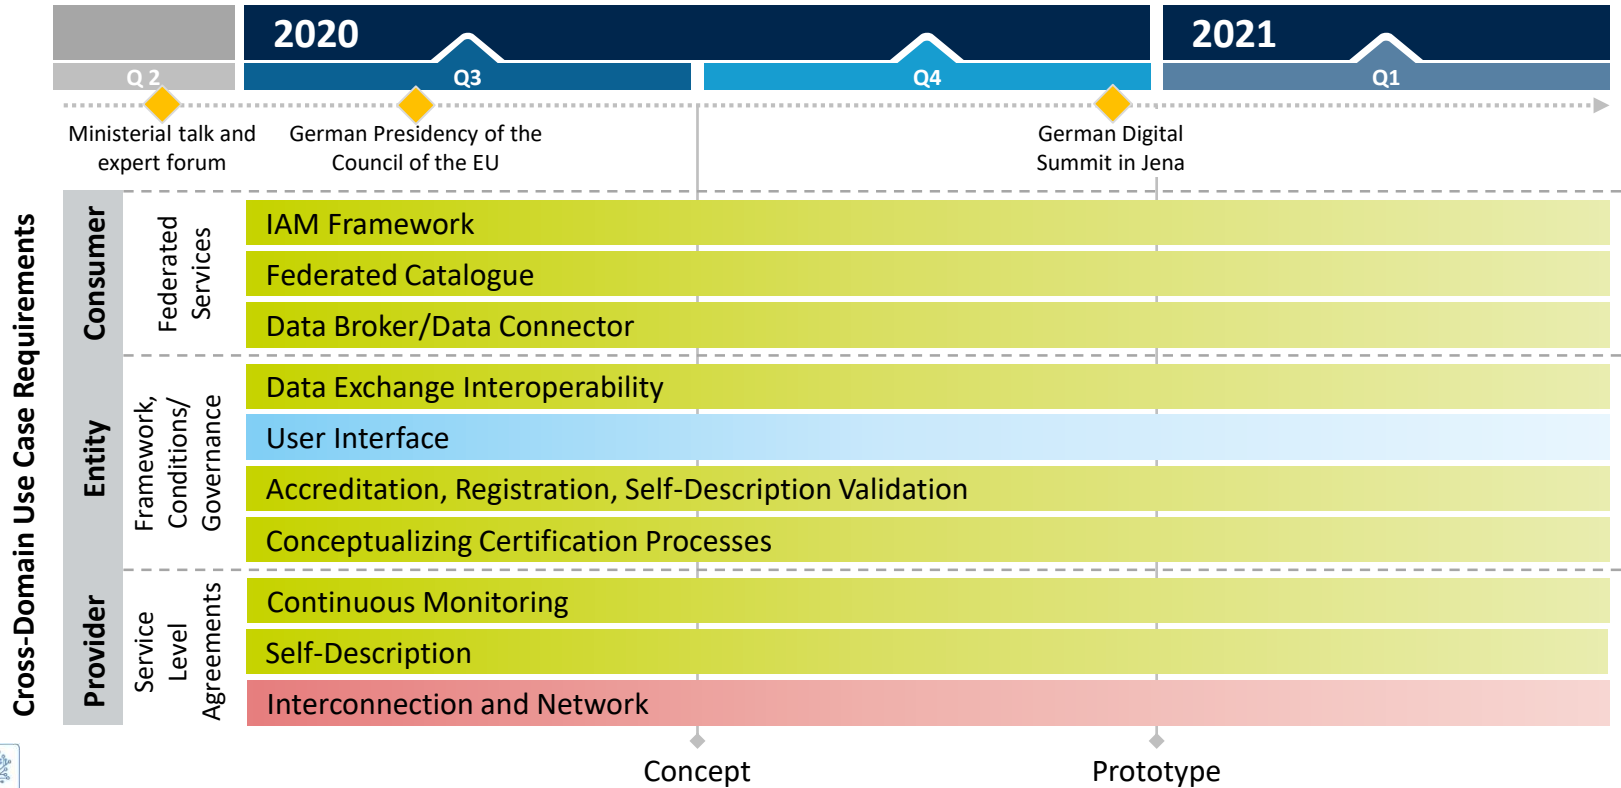 2020
2021
Q 2
Q3
Q4
Q1
Ministerial talk and
expert forum
German Presidency of the
Council of the EU
German Digital
Summit in Jena
Cross-Domain Use Case Requirements
Consumer
Federated
Services
IAM Framework
Federated Catalogue
Data Broker/Data Connector
Entity
Framework,
Conditions/
Governance
Data Exchange Interoperability
User Interface
Accreditation, Registration, Self-Description Validation
Conceptualizing Certification Processes
Provider
Service
Level
Agreements
Continuous Monitoring
Self-Description
Interconnection and Network
Concept
Prototype